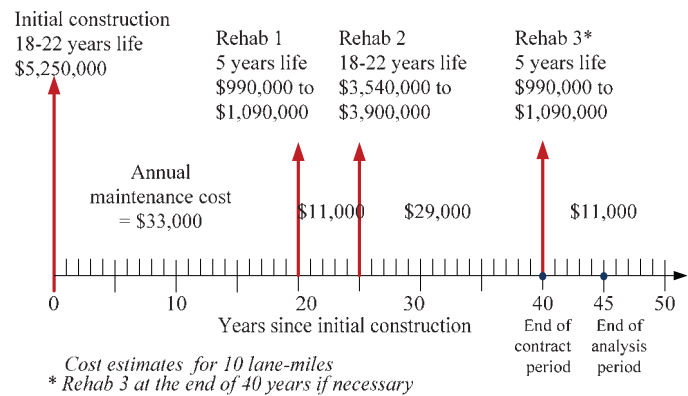 Initial construction
18-22 years life
$5,250,000
Rehab 1
5 years life
$990,000 to
$1,090,000
Rehab 2
18-22 years life
$3,540,000 to
$3,900,000
Rehab 3*
5 years life
$990,000 to
$1,090,000
Annual
maintenance cost
= $33,000
$11,000
$29,000
$11,000
0
10
20
30
40
45
50
Years since initial construction
End of
contract
period
End of
analysis
period
Cost estimates for 10 lane-miles
* Rehab 3 at the end of 40 years if necessary